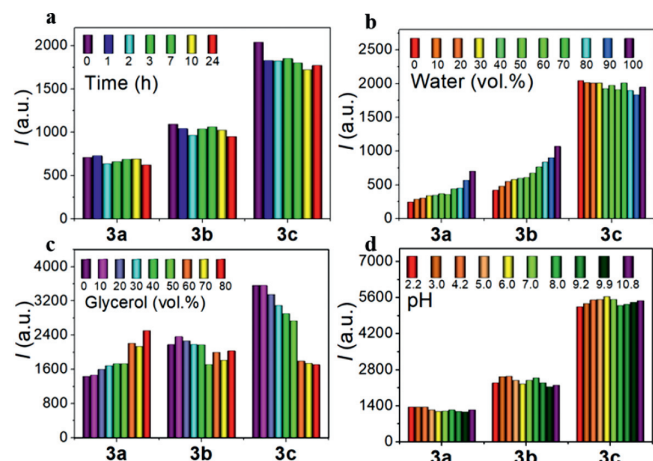 a
2000
1500
1000
500
0
I (a.u.)
0 1 2 3 7 10 24
Time (h)
3a 3b 3c
b
2500
2000
1500
1000
500
0
I (a.u.)
0 10 20 30 40 50 60 70 80 90 100
Water (vol.%)
3a 3b 3c
c
4000
3200
2400
1600
800
0
I (a.u.)
0 10 20 30 40 50 60 70 80
Glycerol (vol.%)
3a 3b 3c
d
7000
5600
4200
2800
1400
0
I (a.u.)
2.2 3.0 4.2 5.0 6.0 7.0 8.0 9.2 9.9 10.8
pH
3a 3b 3c